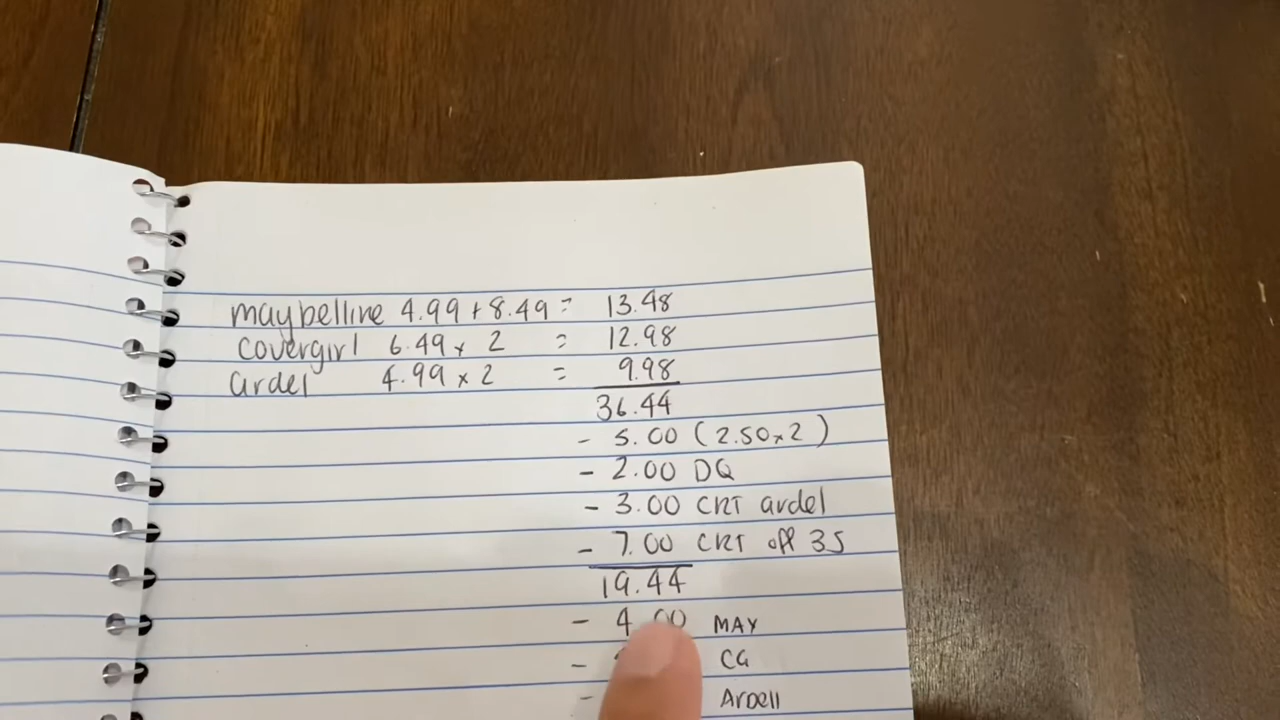 maybelline 4.99 + 8.49 = 13.48
covergirl 6.49 x 2 = 12.98
ardel 4.99 x 2 = 9.98
36.44
- 5.00 (2.50 x 2)
- 2.00 DQ
- 3.00 CRT ardel
- 7.00 CRT off 35
19.44
- 4.00 MAY
- CG
- Ardell